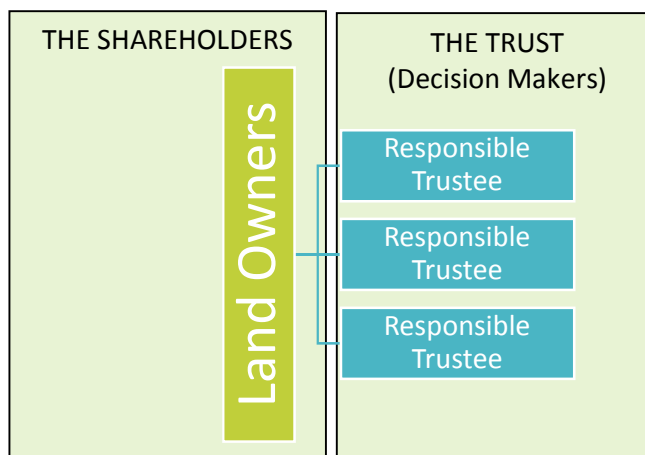 THE SHAREHOLDERS
Land Owners
THE TRUST
(Decision Makers)
Responsible
Trustee
Responsible
Trustee
Responsible
Trustee